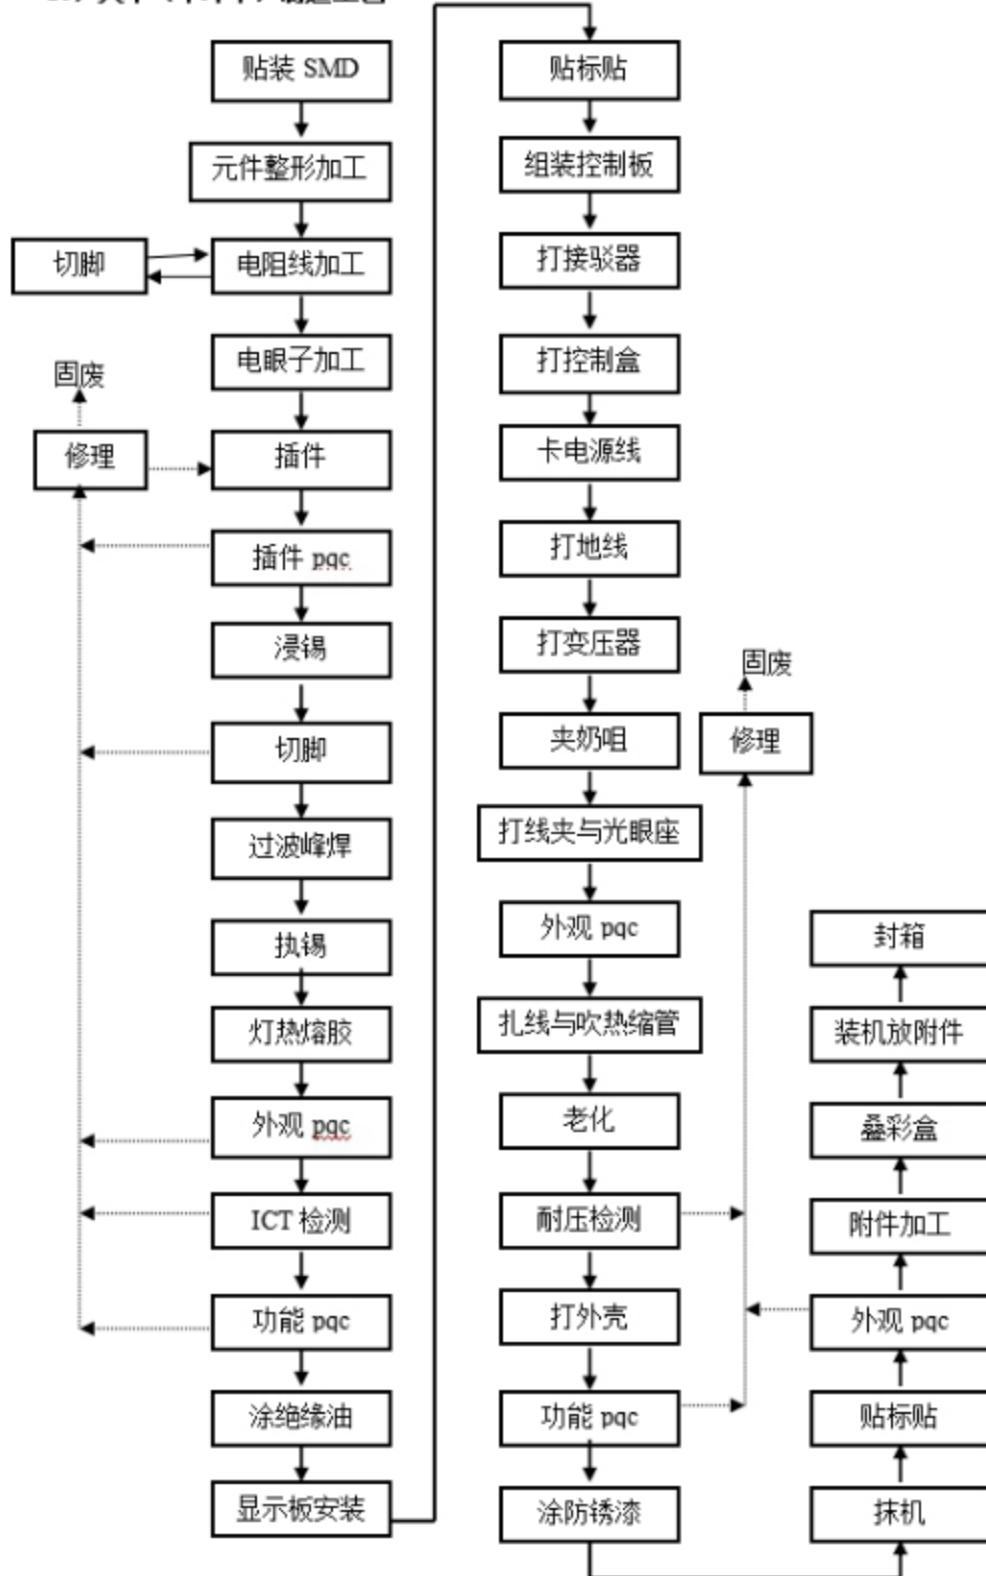 贴装 SMD
元件整形加工
切脚
电阻线加工
电眼子加工
固废
修理
插件
插件 pqc
浸锡
切脚
过波峰焊
执锡
灯热熔胶
外观 pqc
ICT 检测
功能 pqc
涂绝缘油
显示板安装
贴标贴
组装控制板
打接驳器
打控制盒
卡电源线
打地线
打变压器
夹奶咀
打线夹与光眼座
外观 pqc
扎线与吹热缩管
老化
耐压检测
打外壳
功能 pqc
涂防锈漆
固废
修理
封箱
装机放附件
叠彩盒
附件加工
外观 pqc
贴标贴
抹机